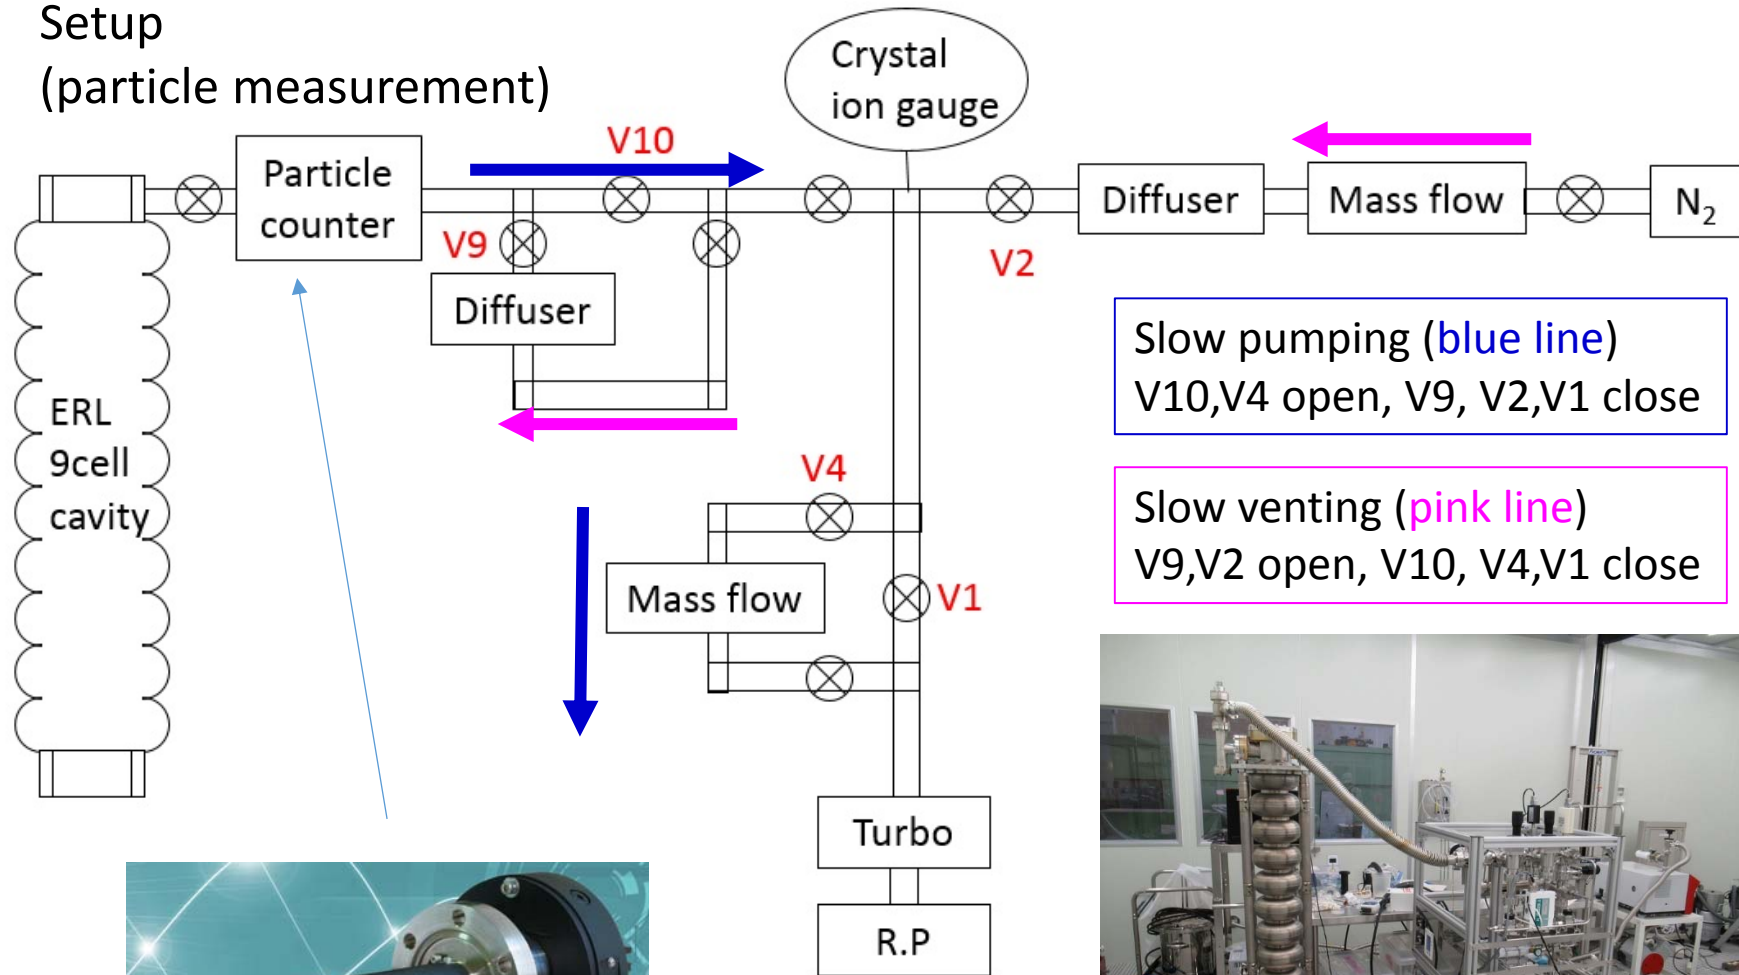 Setup
(particle measurement)
Crystal
ion gauge
V10
Particle
counter
Diffuser
Mass flow
N2
V9
V2
Diffuser
Slow pumping (blue line)
V10,V4 open, V9, V2,V1 close
ERL
9cell
cavity
V4
Slow venting (pink line)
V9,V2 open, V10, V4,V1 close
Mass flow
V1
Turbo
R.P